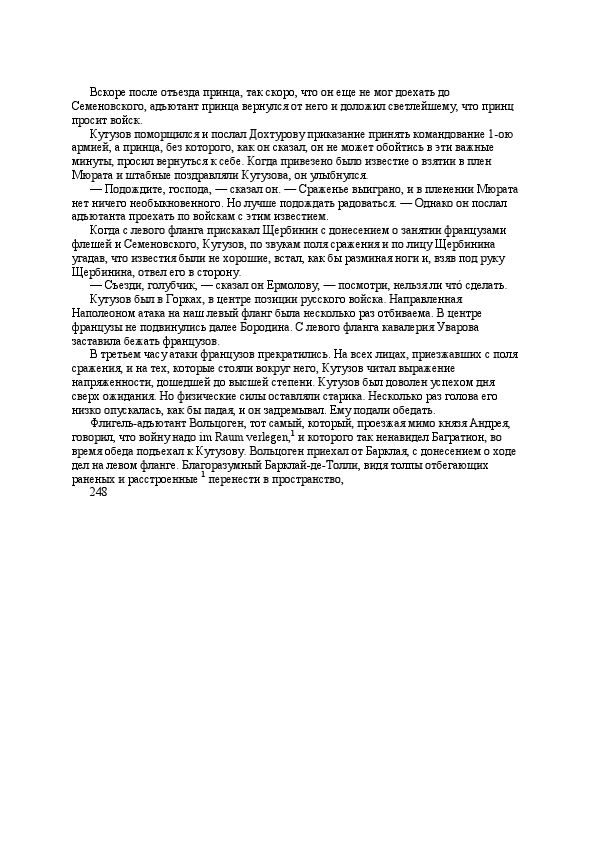 Вскоре после отъезда принца, так скоро, что он еще не мог доехать до
Семеновского, адъютант принца вернулся от него и доложил светлейшему, что принц
просит войск.
Кутузов поморщился и послал Дохтурову приказание принять командование 1-ою
армией, а принца, без которого, как он сказал, он не может обойтись в эти важные
минуты, просил вернуться к себе. Когда привезено было известие о взятии в плен
Мюрата и штабные поздравляли Кутузова, он улыбнулся.
— Подождите, господа, — сказал он. — Сраженье выиграно, и в пленении Мюрата
нет ничего необыкновенного. Но лучше подождать радоваться. — Однако он послал
адъютанта проехать по войскам с этим известием.
Когда с левого фланга прискакал Щербинин с донесением о занятии французами
флешей и Семеновского, Кутузов, по звукам поля сражения и по лицу Щербинина
угадав, что известия были не хорошие, встал, как бы разминая ноги и, взяв под руку
Щербинина, отвел его в сторону.
— Съезди, голубчик, — сказал он Ермолову, — посмотри, нельзя ли что́ сделать.
Кутузов был в Горках, в центре позиции русского войска. Направленная
Наполеоном атака на наш левый фланг была несколько раз отбиваема. В центре
французы не подвинулись далее Бородина. С левого фланга кавалерия Уварова
заставила бежать французов.
В третьем часу атаки французов прекратились. На всех лицах, приезжавших с поля
сражения, и на тех, которые стояли вокруг него, Кутузов читал выражение
напряженности, дошедшей до высшей степени. Кутузов был доволен успехом дня
сверх ожидания. Но физические силы оставляли старика. Несколько раз голова его
низко опускалась, как бы падая, и он задремывал. Ему подали обедать.
Флигель-адъютант Вольцоген, тот самый, который, проезжая мимо князя Андрея,
говорил, что войну надо im Raum verlegen,¹ и которого так ненавидел Багратион, во
время обеда подъехал к Кутузову. Вольцоген приехал от Барклая, с донесением о ходе
дел на левом фланге. Благоразумный Барклай-де-Толли, видя толпы отбегающих
раненых и расстроенные ¹ перенести в пространство,
248